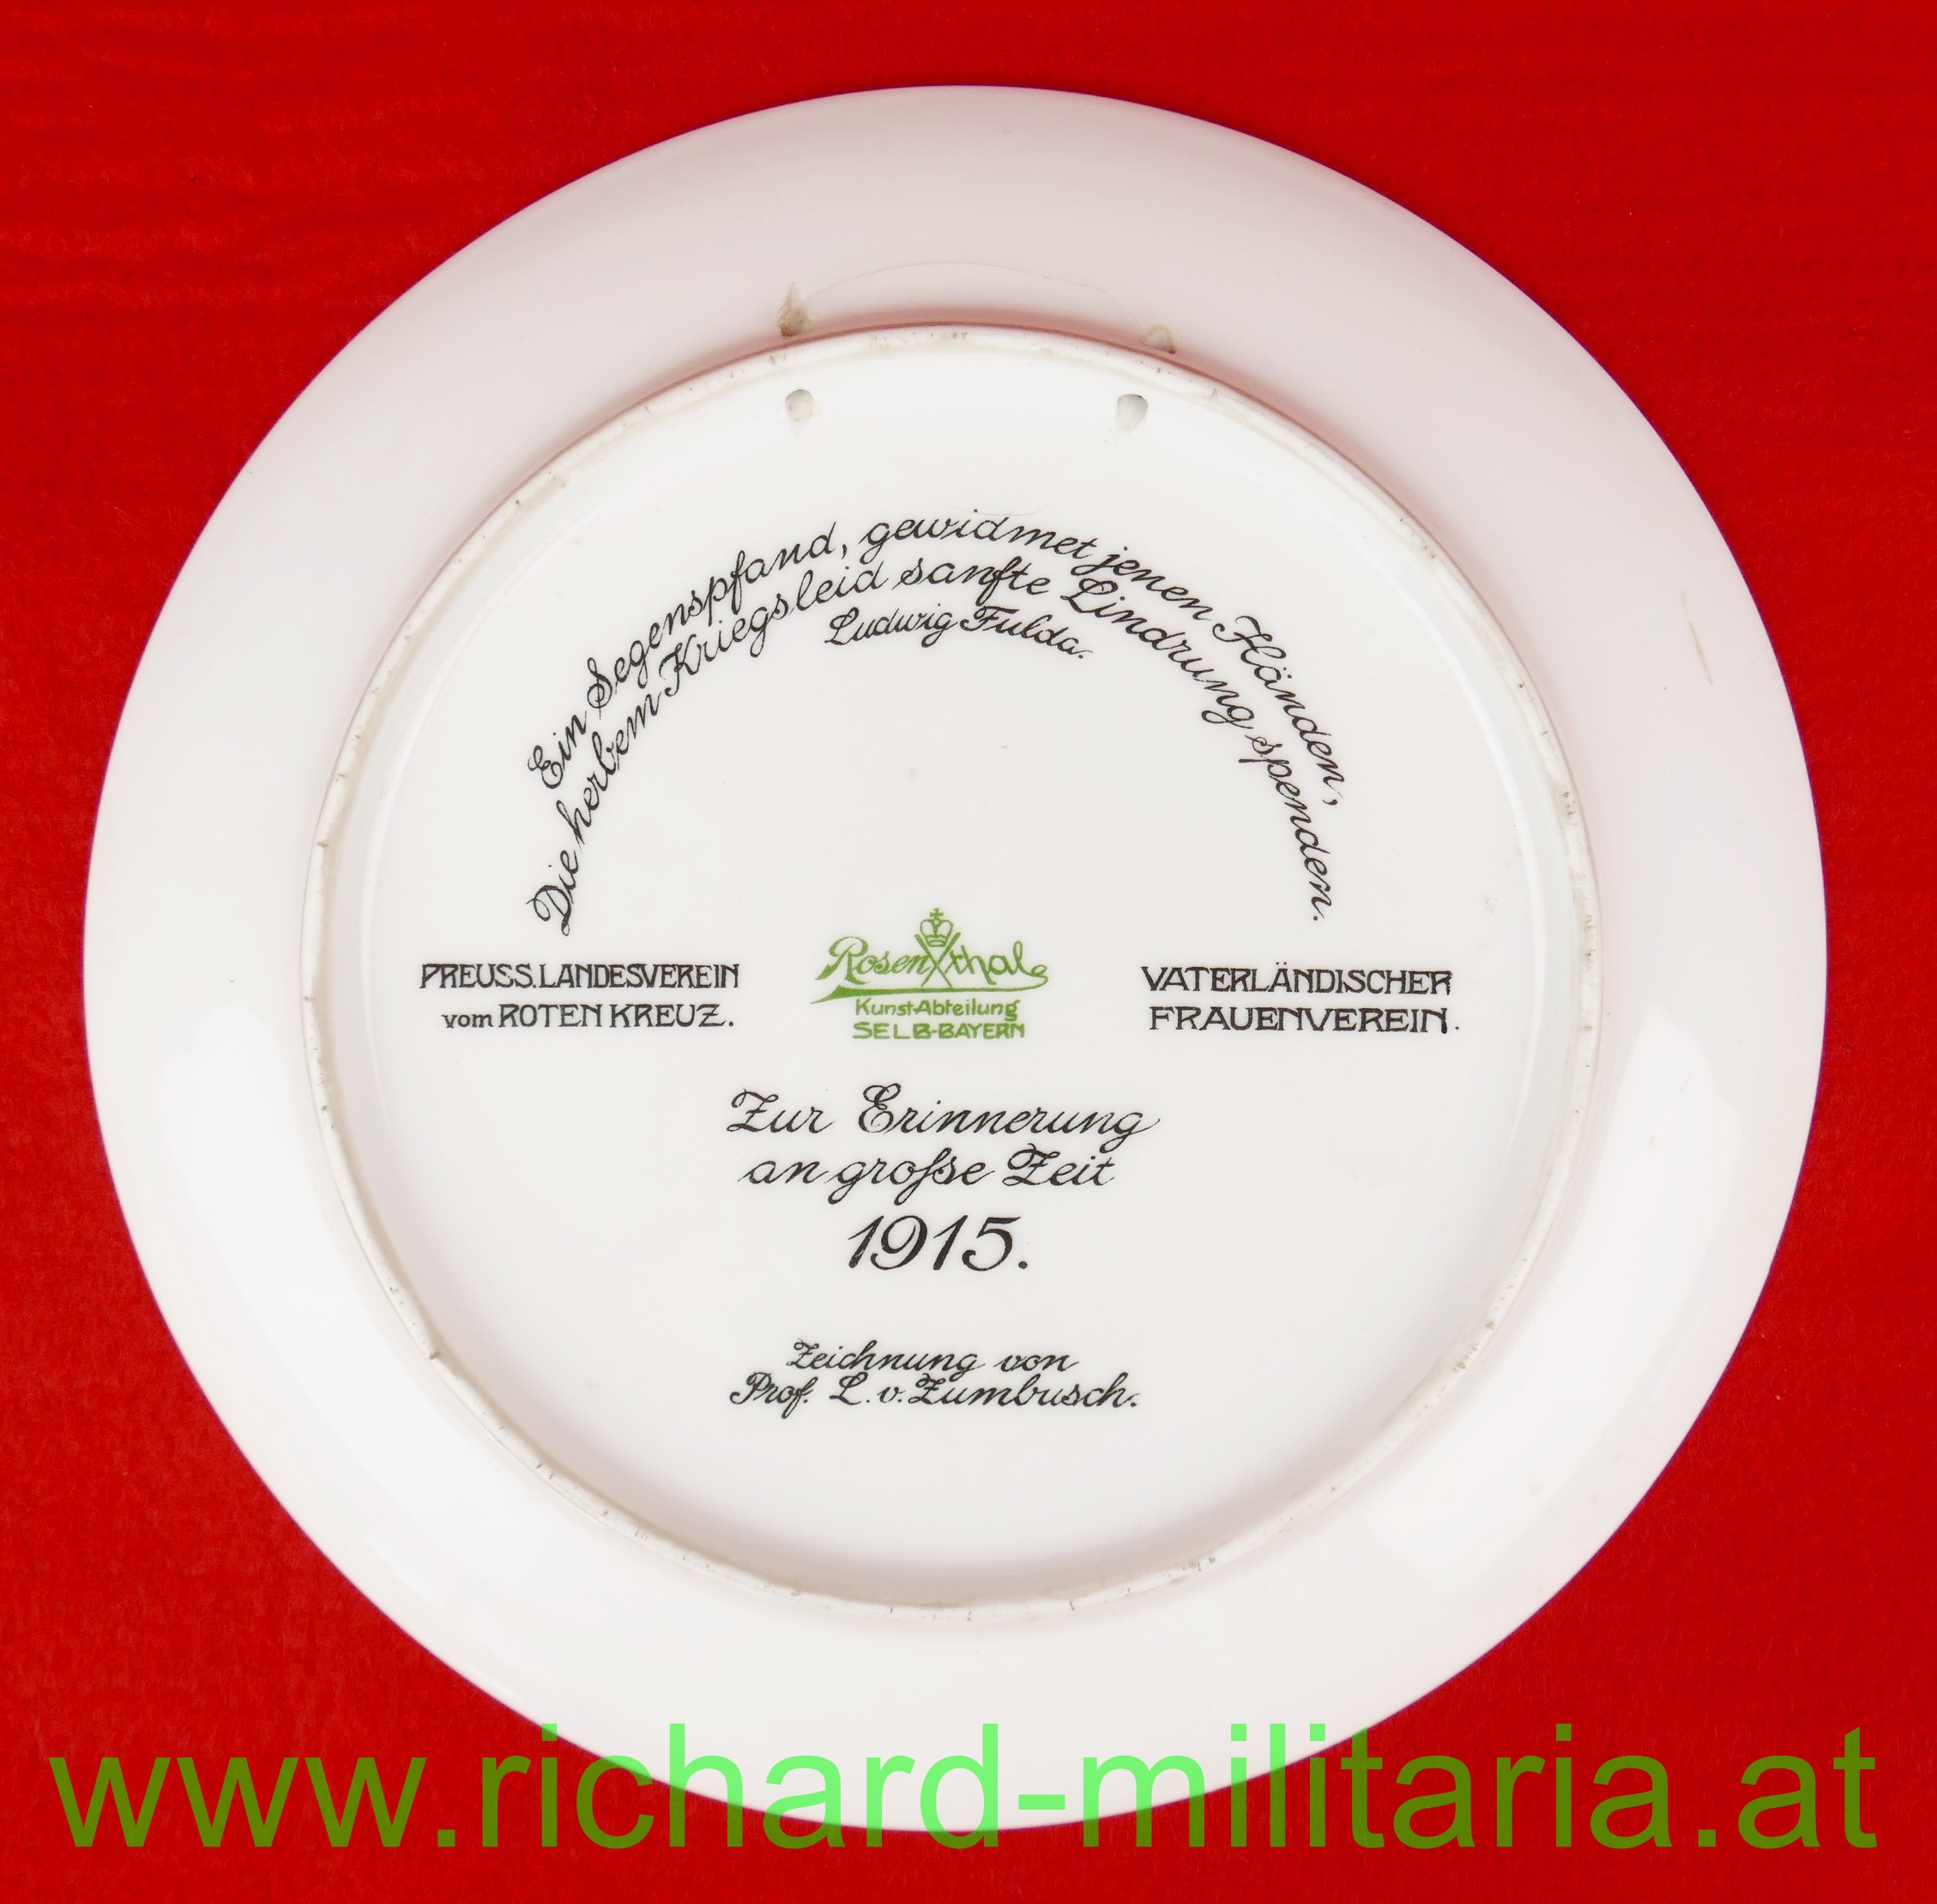 Ein Segenspfand, gewidmet jenen Händen,
Die herbem Kriegsleid sanfte Lindrung spenden.
Ludwig Fulda.
PREUSS. LANDESVEREIN
vom ROTEN KREUZ.
Rosenthal
Kunst-Abteilung
SELB-BAYERN
VATERLÄNDISCHER
FRAUENVEREIN.
Zur Erinnerung
an große Zeit
1915.
Zeichnung von
Prof. L. v. Zumbusch.
www.richard-militaria.at